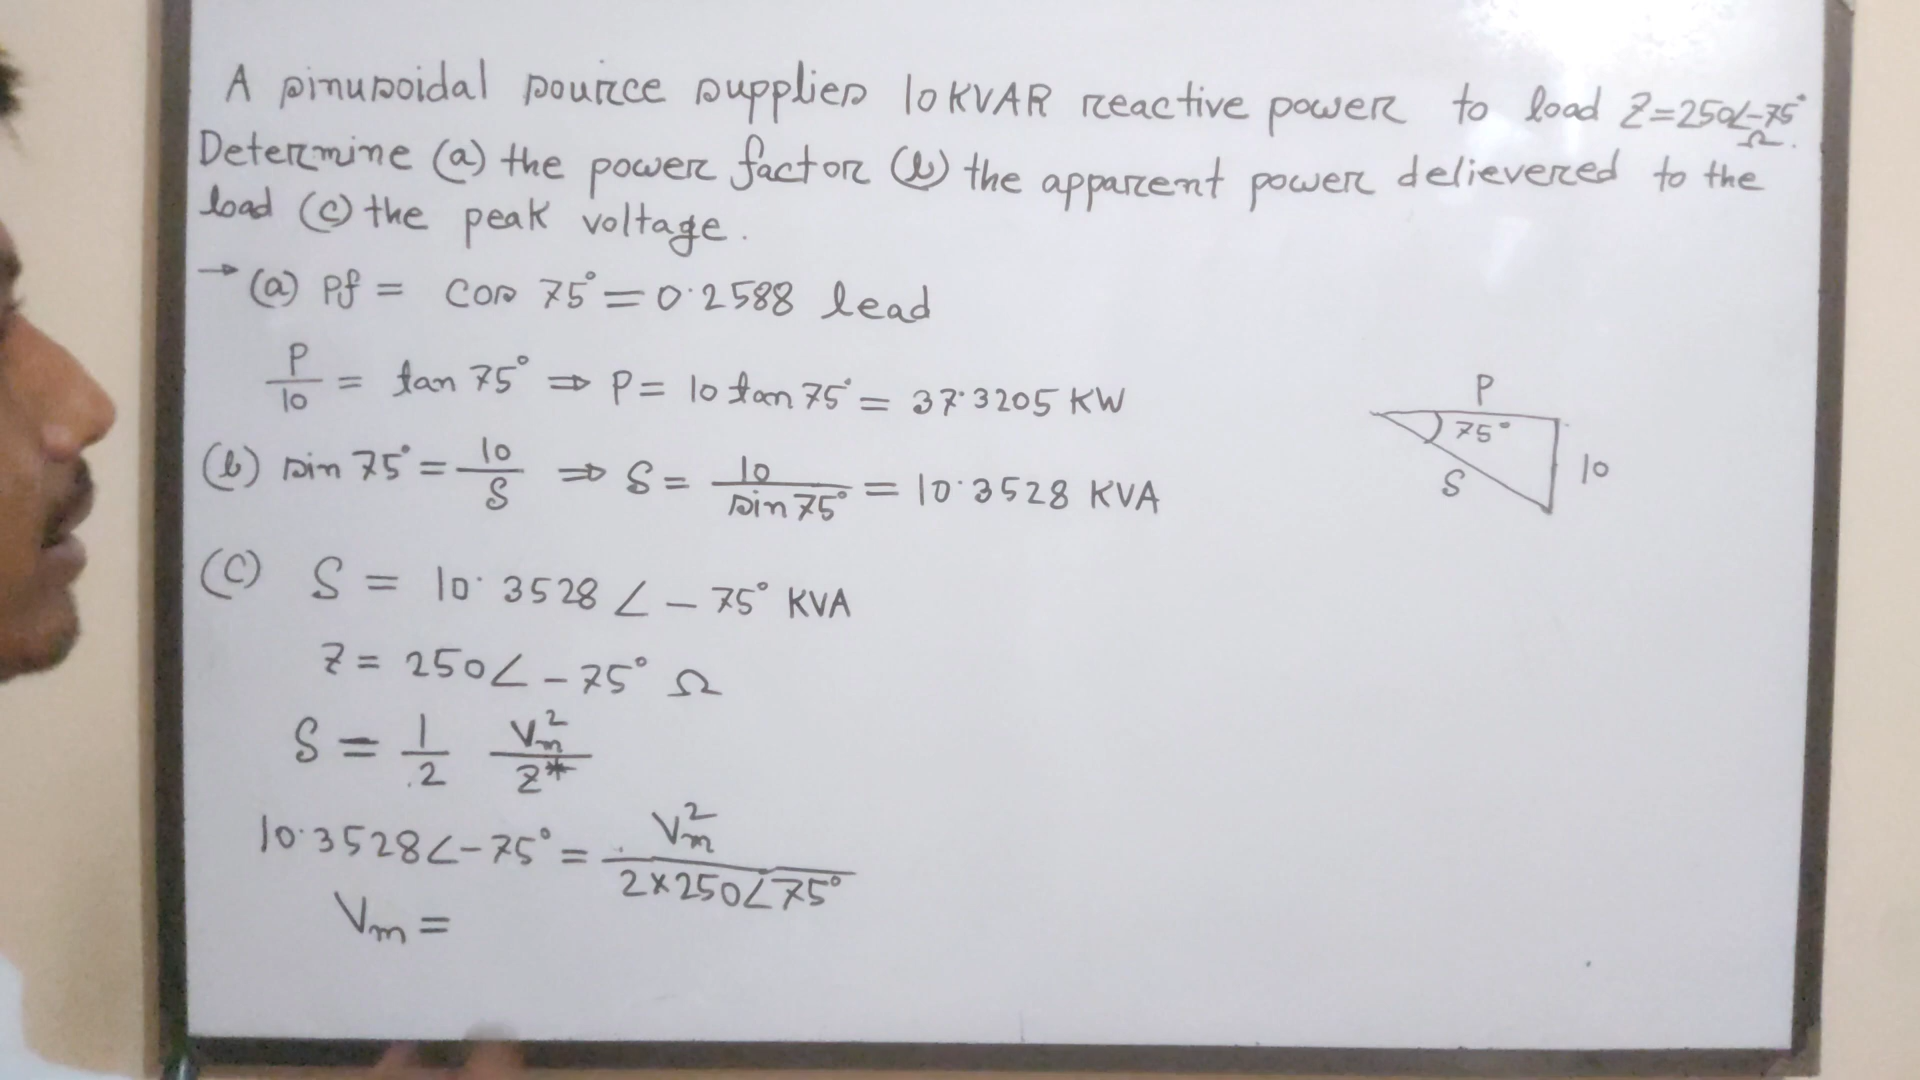 A sinusoidal source supplies 10KVAR reactive power to load Z=250∠-75°
Ω.
Determine (a) the power factor (b) the apparent power delievered to the
load (c) the peak voltage.
→ (a) Pf = cos 75° = 0.2588 lead
P/10 = tan 75° ⇒ P = 10 tan 75° = 37.3205 KW
(b) sin 75° = 10/S ⇒ S = 10/sin 75° = 10.3528 KVA
(C) S = 10.3528 ∠ - 75° KVA
Z = 250∠ - 75° Ω
S = 1/2 Vm²/Z*
10.3528∠-75° = Vm²/2×250∠75°
Vm =
P
75°
S
10